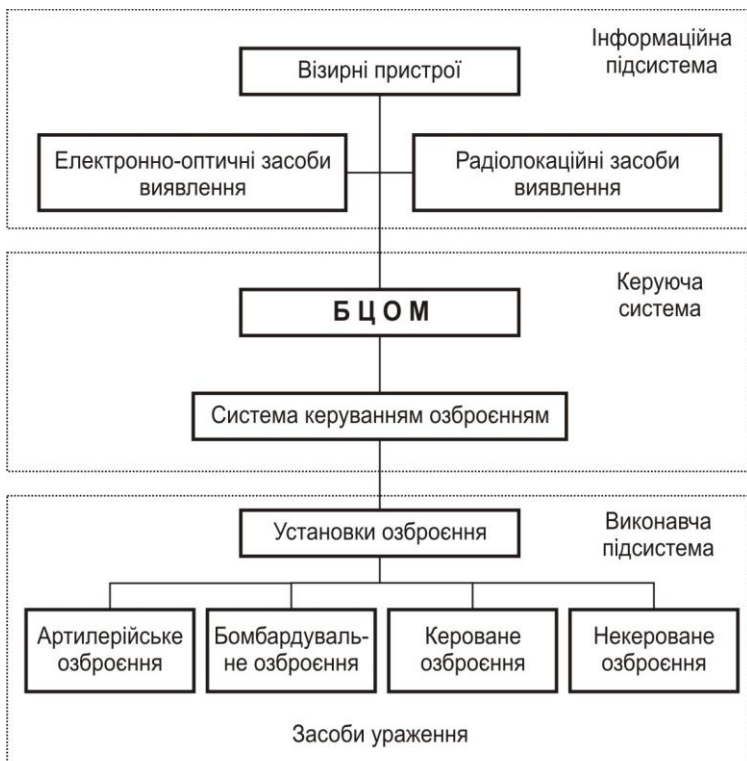 Інформаційна
підсистема
Візирні пристрої
Електронно-оптичні засоби
виявлення
Радіолокаційні засоби
виявлення
Керуюча
система
Б Ц О М
Система керуванням озброєнням
Виконавча
підсистема
Установки озброєння
Артилерійське
озброєння
Бомбардуваль-
не озброєння
Кероване
озброєння
Некероване
озброєння
Засоби ураження